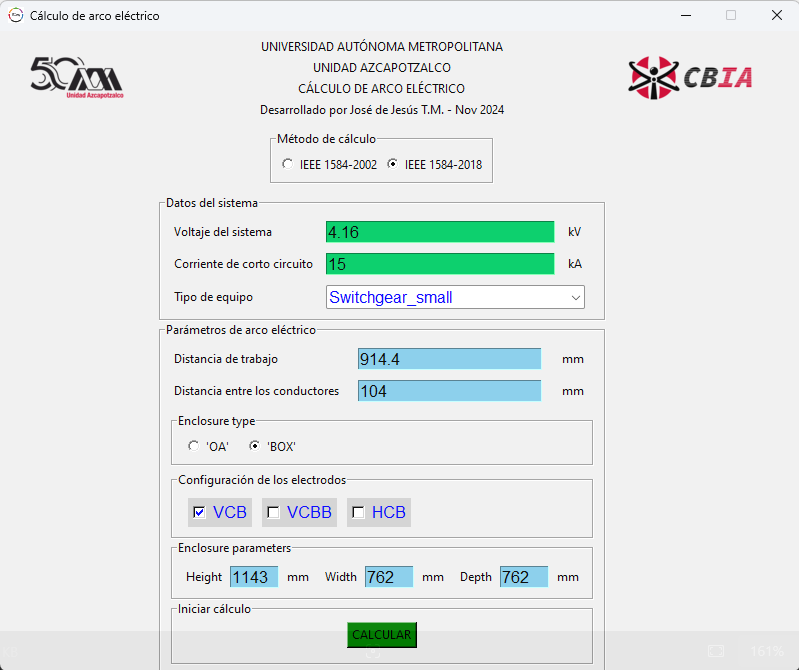 Cálculo de arco eléctrico
UNIVERSIDAD AUTÓNOMA METROPOLITANA
UNIDAD AZCAPOTZALCO
CÁLCULO DE ARCO ELÉCTRICO
Desarrollado por José de Jesús T.M. - Nov 2024
50
Unidad Azcapotzalco
CBIA
Método de cálculo
IEEE 1584-2002 IEEE 1584-2018
Datos del sistema
Voltaje del sistema 4.16 kV
Corriente de corto circuito 15 kA
Tipo de equipo Switchgear_small
Parámetros de arco eléctrico
Distancia de trabajo 914.4 mm
Distancia entre los conductores 104 mm
Enclosure type
'OA' 'BOX'
Configuración de los electrodos
VCB VCBB HCB
Enclosure parameters
Height 1143 mm Width 762 mm Depth 762 mm
Iniciar cálculo
CALCULAR
161%